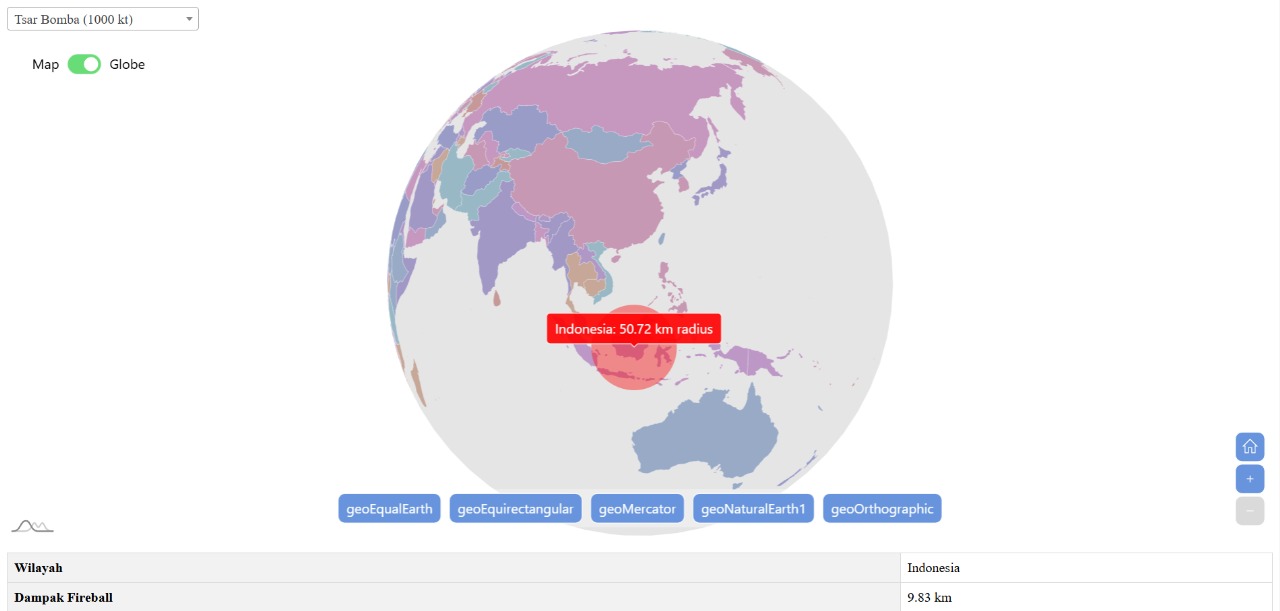 Tsar Bomba (1000 kt)
Map Globe
Indonesia: 50.72 km radius
geoEqualEarth geoEquirectangular geoMercator geoNaturalEarth1 geoOrthographic
+
−
Wilayah Indonesia
Dampak Fireball 9.83 km